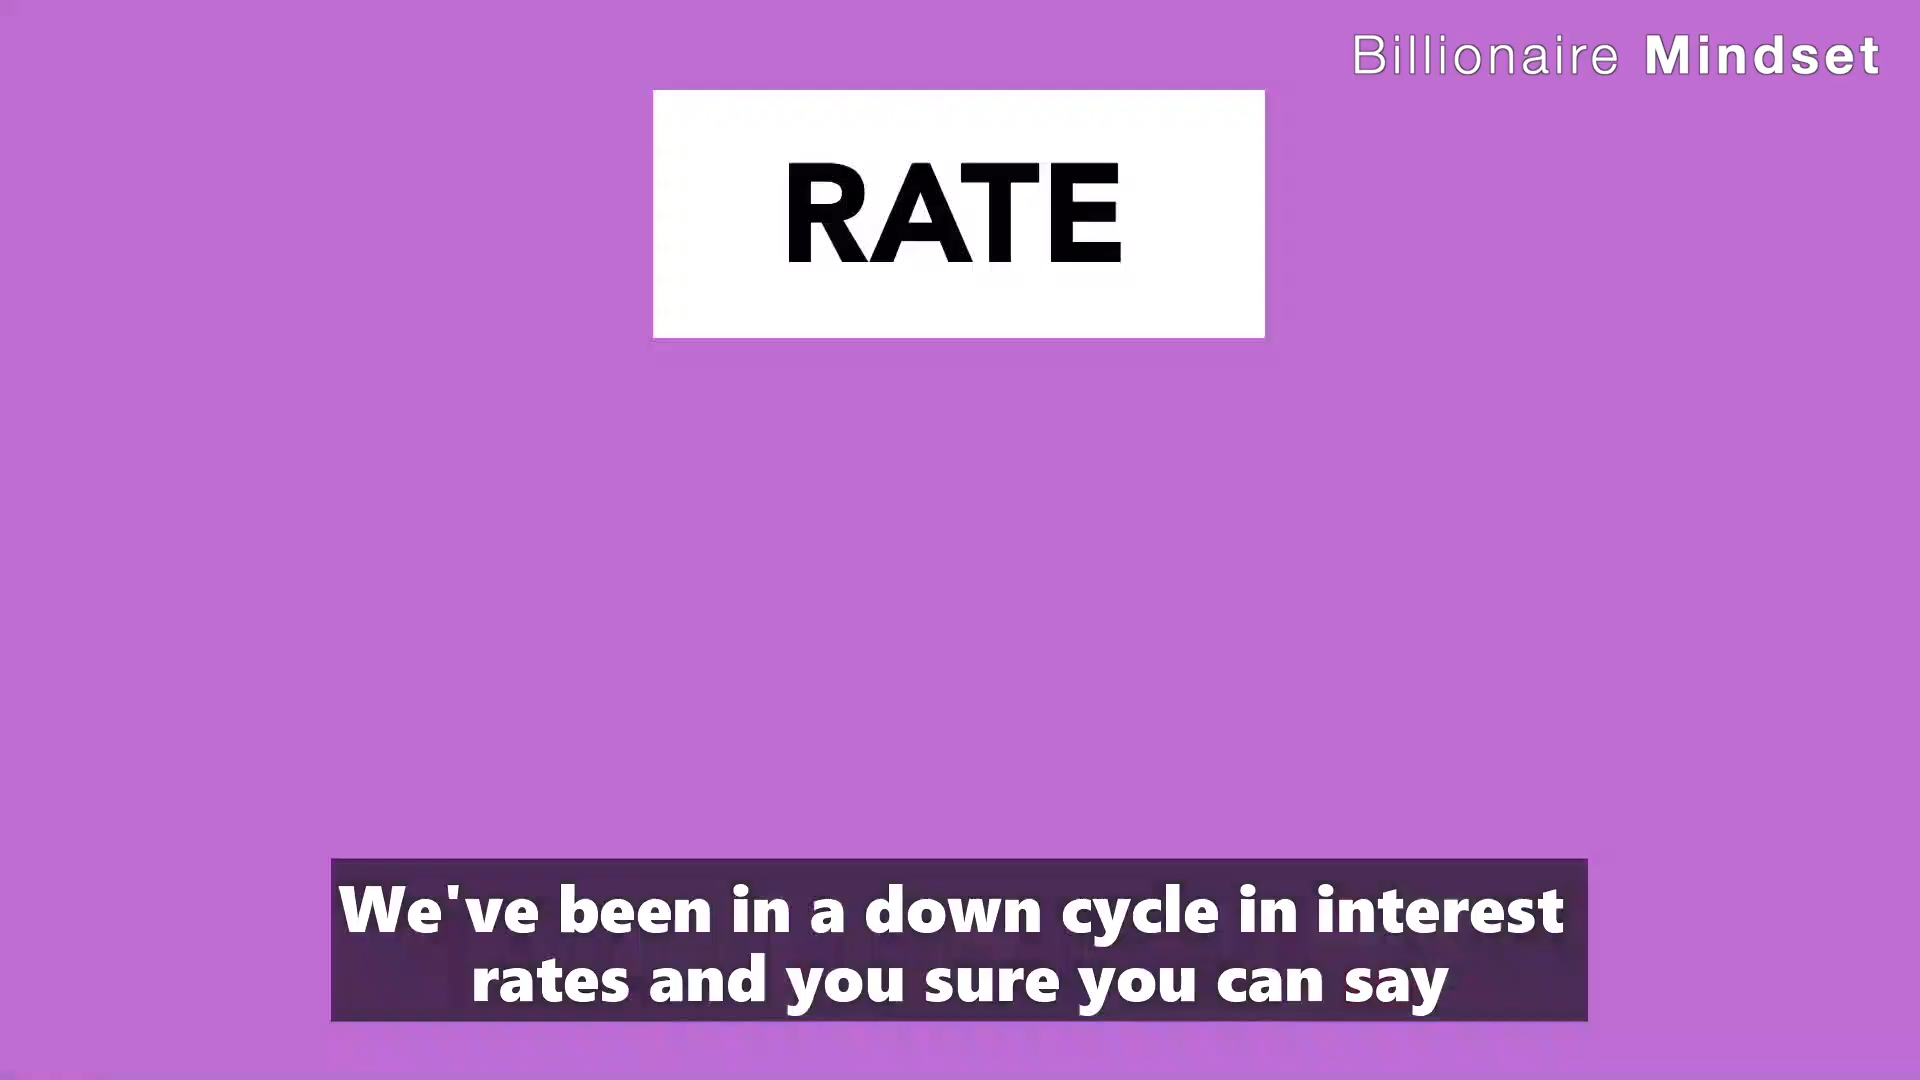 Billionaire Mindset
RATE
We've been in a down cycle in interest
rates and you sure you can say